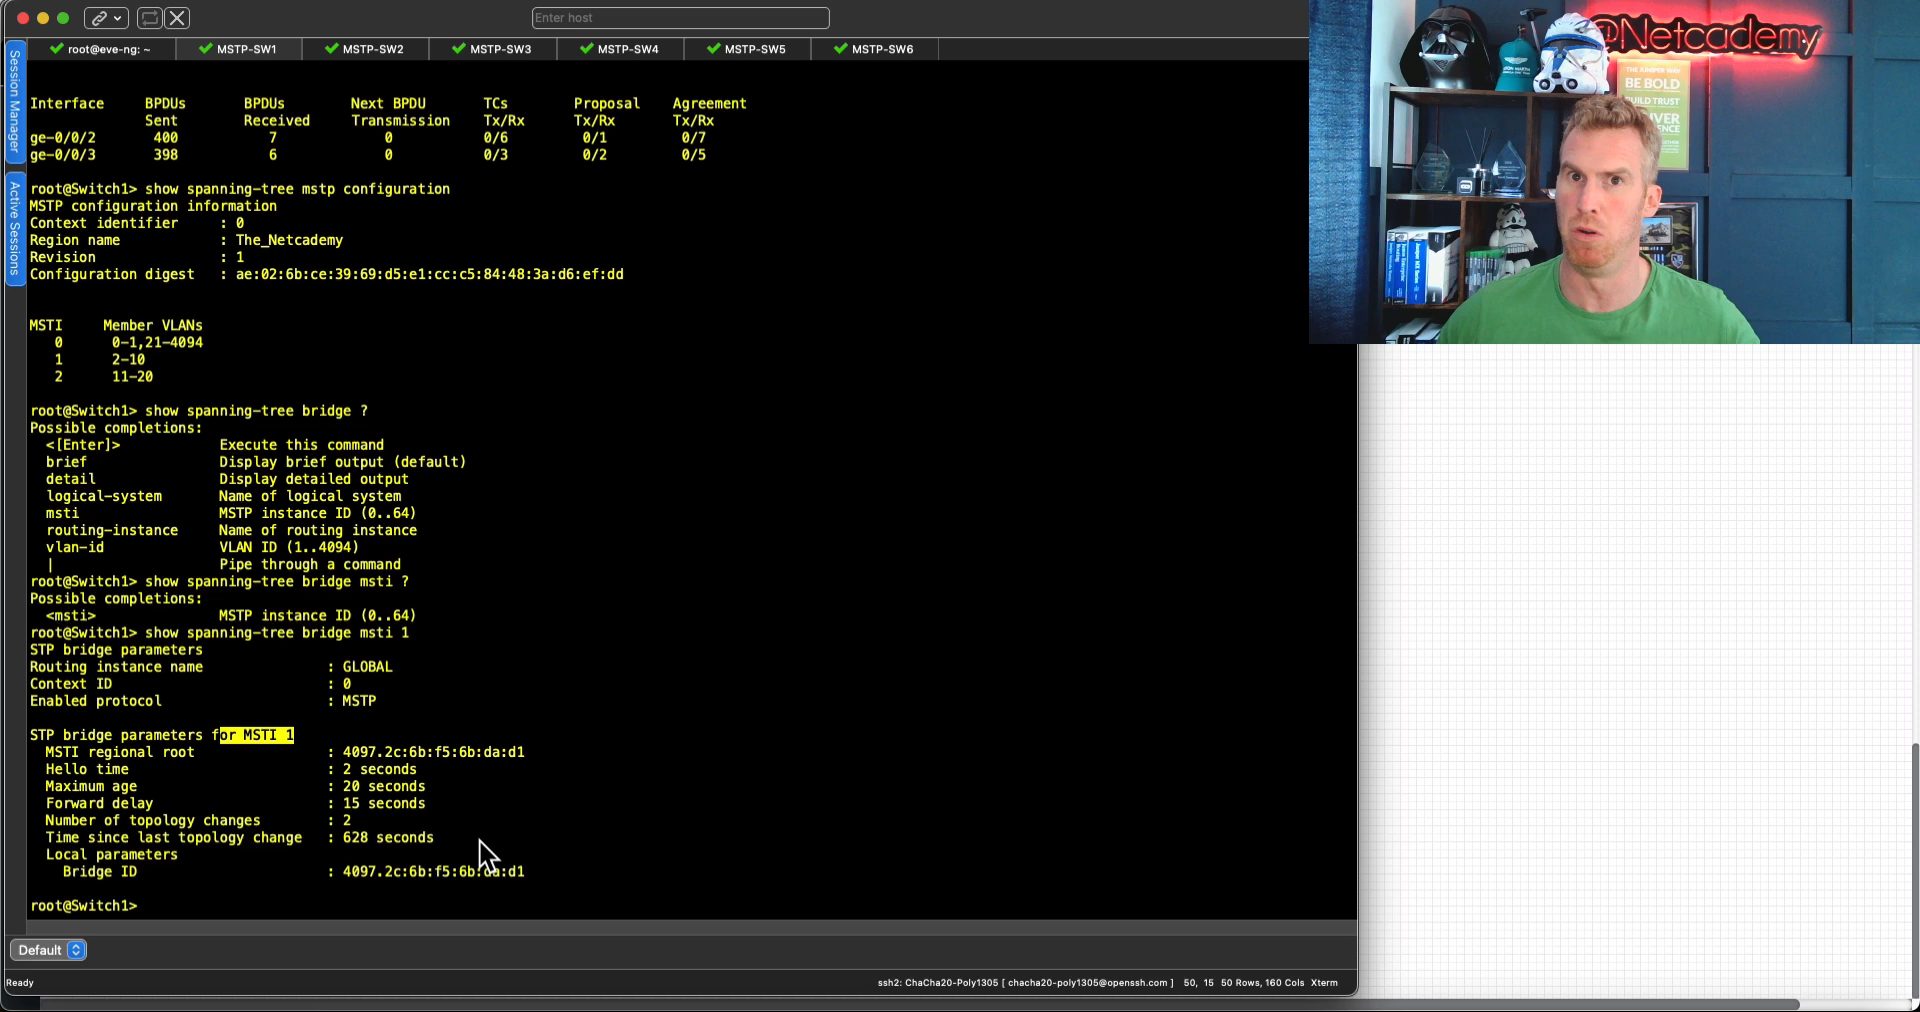 Enter host
@Netcademy
Session Manager
Active Sessions
root@eve-ng: ~
MSTP-SW1
MSTP-SW2
MSTP-SW3
MSTP-SW4
MSTP-SW5
MSTP-SW6
BE BOLD
BUILD TRUST
Interface BPDUs BPDUs Next BPDU TCs Proposal Agreement
Sent Received Transmission Tx/Rx Tx/Rx Tx/Rx
ge-0/0/2 400 7 0 0/6 0/1 0/7
ge-0/0/3 398 6 0 0/3 0/2 0/5
root@Switch1> show spanning-tree mstp configuration
MSTP configuration information
Context identifier : 0
Region name : The_Netcademy
Revision : 1
Configuration digest : ae:02:6b:ce:39:69:d5:e1:cc:c5:84:48:3a:d6:ef:dd
MSTI Member VLANs
0 0-1,21-4094
1 2-10
2 11-20
root@Switch1> show spanning-tree bridge ?
Possible completions:
<[Enter]> Execute this command
brief Display brief output (default)
detail Display detailed output
logical-system Name of logical system
msti MSTP instance ID (0..64)
routing-instance Name of routing instance
vlan-id VLAN ID (1..4094)
| Pipe through a command
root@Switch1> show spanning-tree bridge msti ?
Possible completions:
<msti> MSTP instance ID (0..64)
root@Switch1> show spanning-tree bridge msti 1
STP bridge parameters
Routing instance name : GLOBAL
Context ID : 0
Enabled protocol : MSTP
STP bridge parameters for MSTI 1
MSTI regional root : 4097.2c:6b:f5:6b:da:d1
Hello time : 2 seconds
Maximum age : 20 seconds
Forward delay : 15 seconds
Number of topology changes : 2
Time since last topology change : 628 seconds
Local parameters
Bridge ID : 4097.2c:6b:f5:6b:da:d1
root@Switch1>
Default
Ready
ssh2: ChaCha20-Poly1305 [ chacha20-poly1305@openssh.com ] 50, 15 50 Rows, 160 Cols Xterm